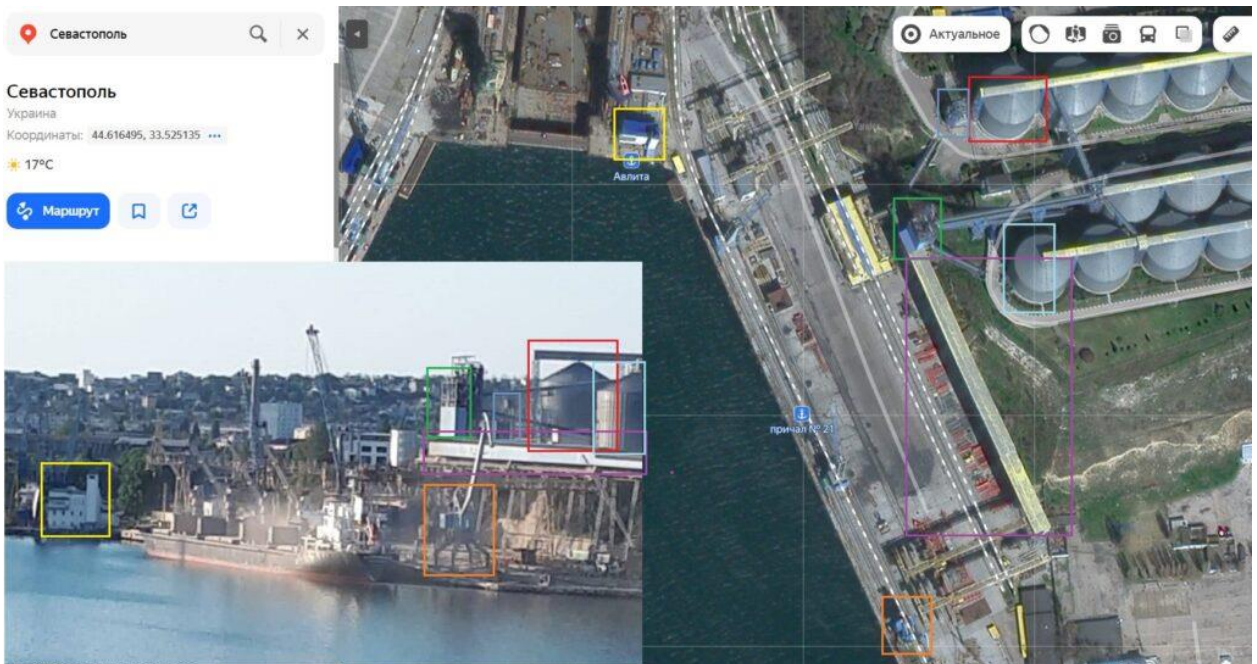 Севастополь
Севастополь
Украина
Координаты: 44.616495, 33.525135 •••
17°C
Маршрут
Актуальное
Авлита
причал № 21